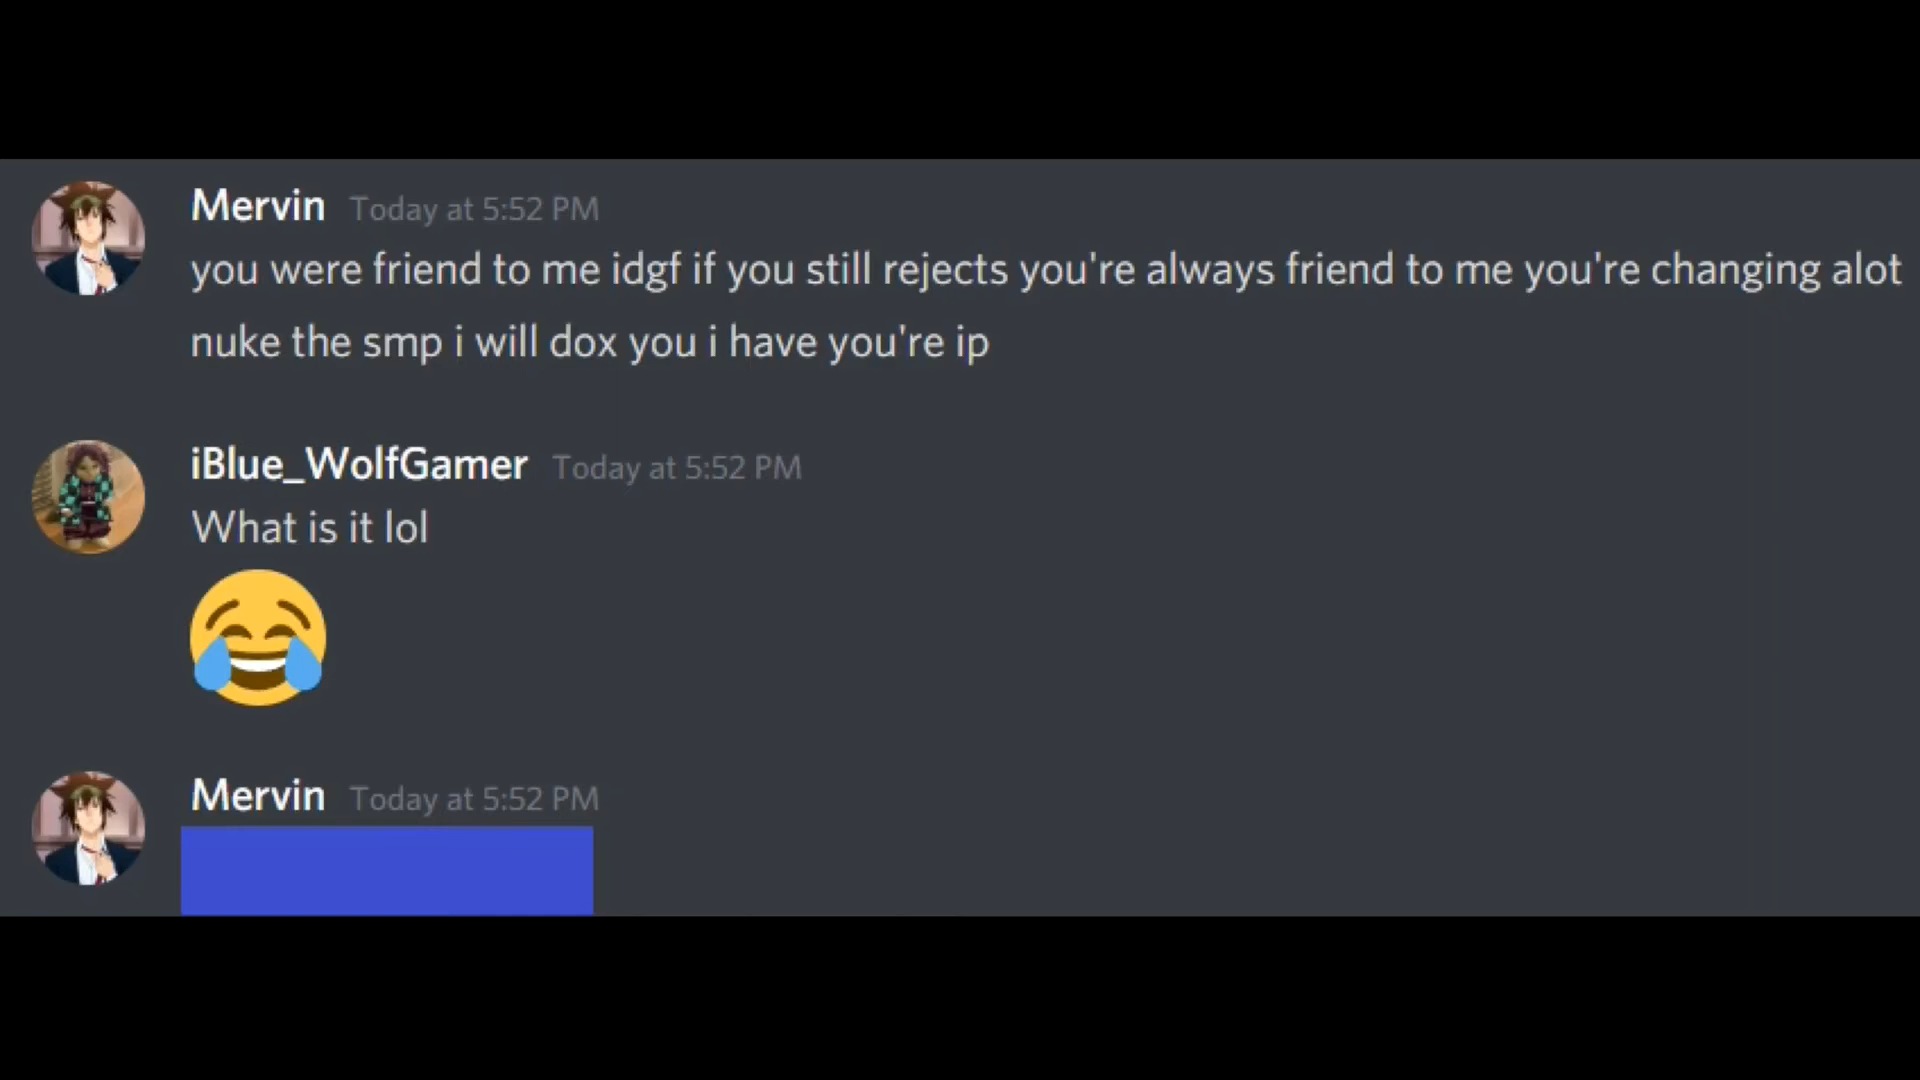 Mervin Today at 5:52 PM
you were friend to me idgf if you still rejects you're always friend to me you're changing alot
nuke the smp i will dox you i have you're ip
iBlue_WolfGamer Today at 5:52 PM
What is it lol
Mervin Today at 5:52 PM